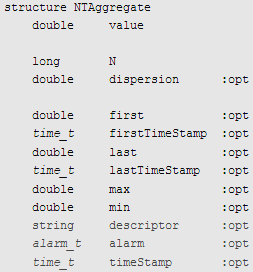 structure NTAggregate
double value
long N
double dispersion :opt
double first :opt
time_t firstTimeStamp :opt
double last :opt
time_t lastTimeStamp :opt
double max :opt
double min :opt
string descriptor :opt
alarm_t alarm :opt
time_t timeStamp :opt